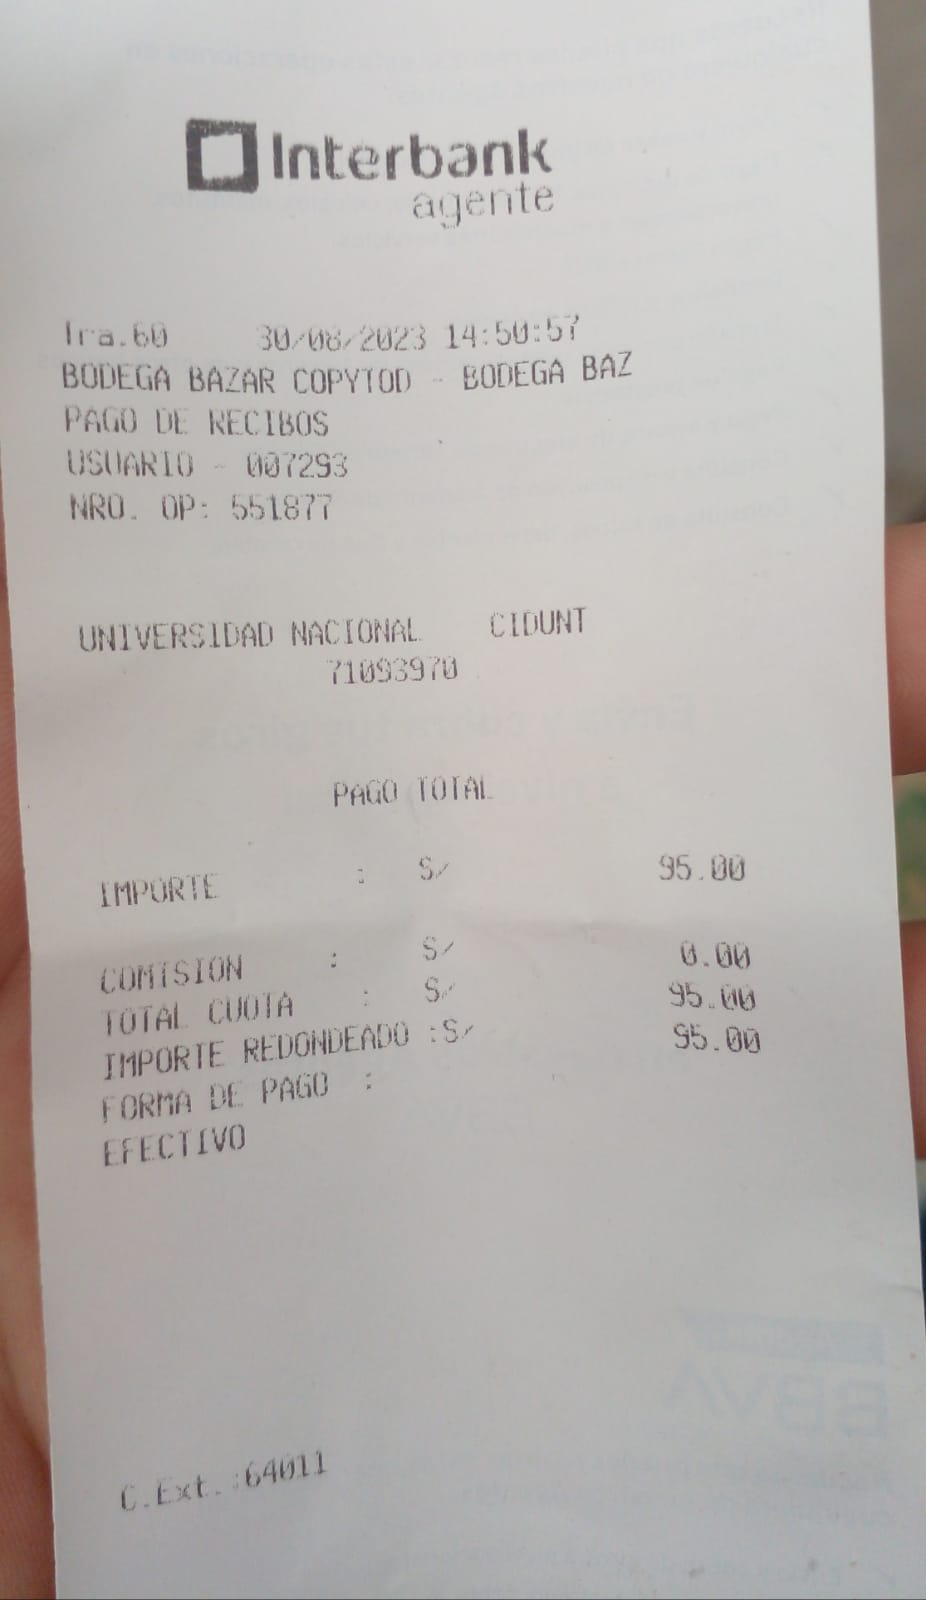 Interbank
agente
Tra.60 30/08/2023 14:50:57
BODEGA BAZAR COPYTOD - BODEGA BAZ
PAGO DE RECIBOS
USUARIO - 007293
NRO. OP: 551877
UNIVERSIDAD NACIONAL CIDUNT
71093970
PAGO TOTAL
IMPORTE : S/ 95.00
COMISION : S/ 0.00
TOTAL CUOTA : S/ 95.00
IMPORTE REDONDEADO :S/ 95.00
FORMA DE PAGO :
EFECTIVO
BBVA
C.Ext.:64011